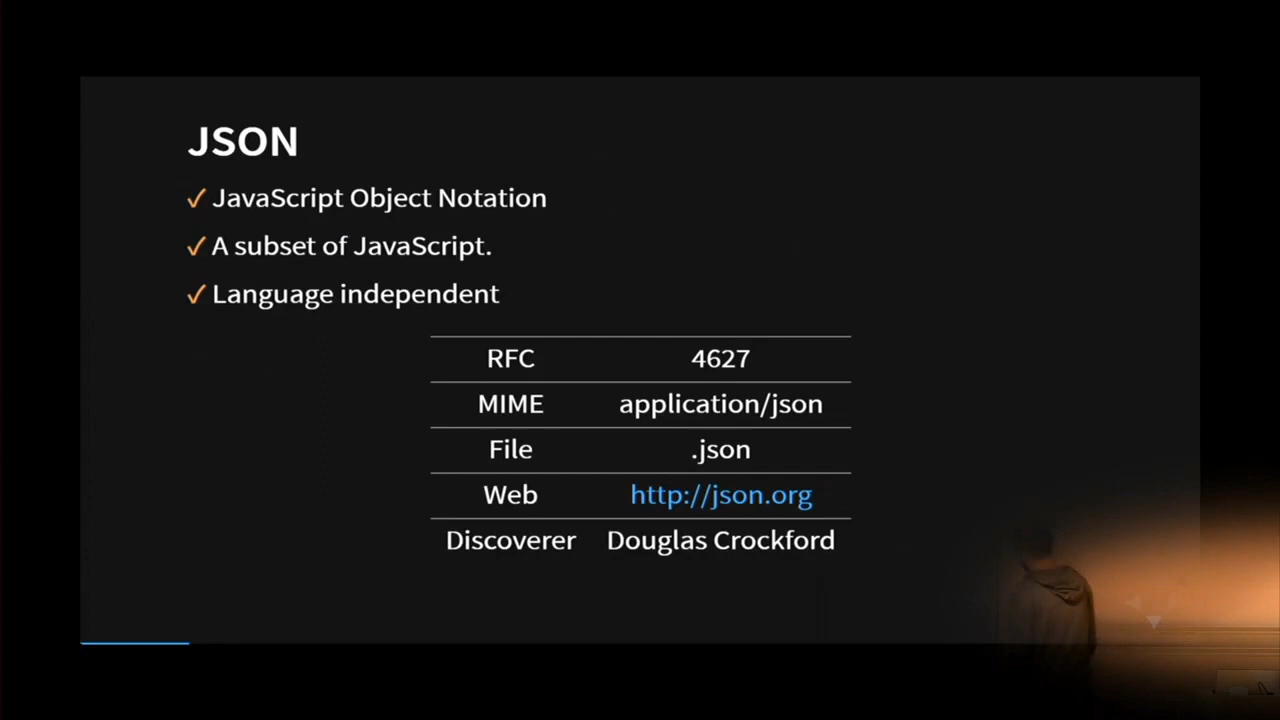 JSON
✓ JavaScript Object Notation
✓ A subset of JavaScript.
✓ Language independent
RFC 4627
MIME application/json
File .json
Web http://json.org
Discoverer Douglas Crockford